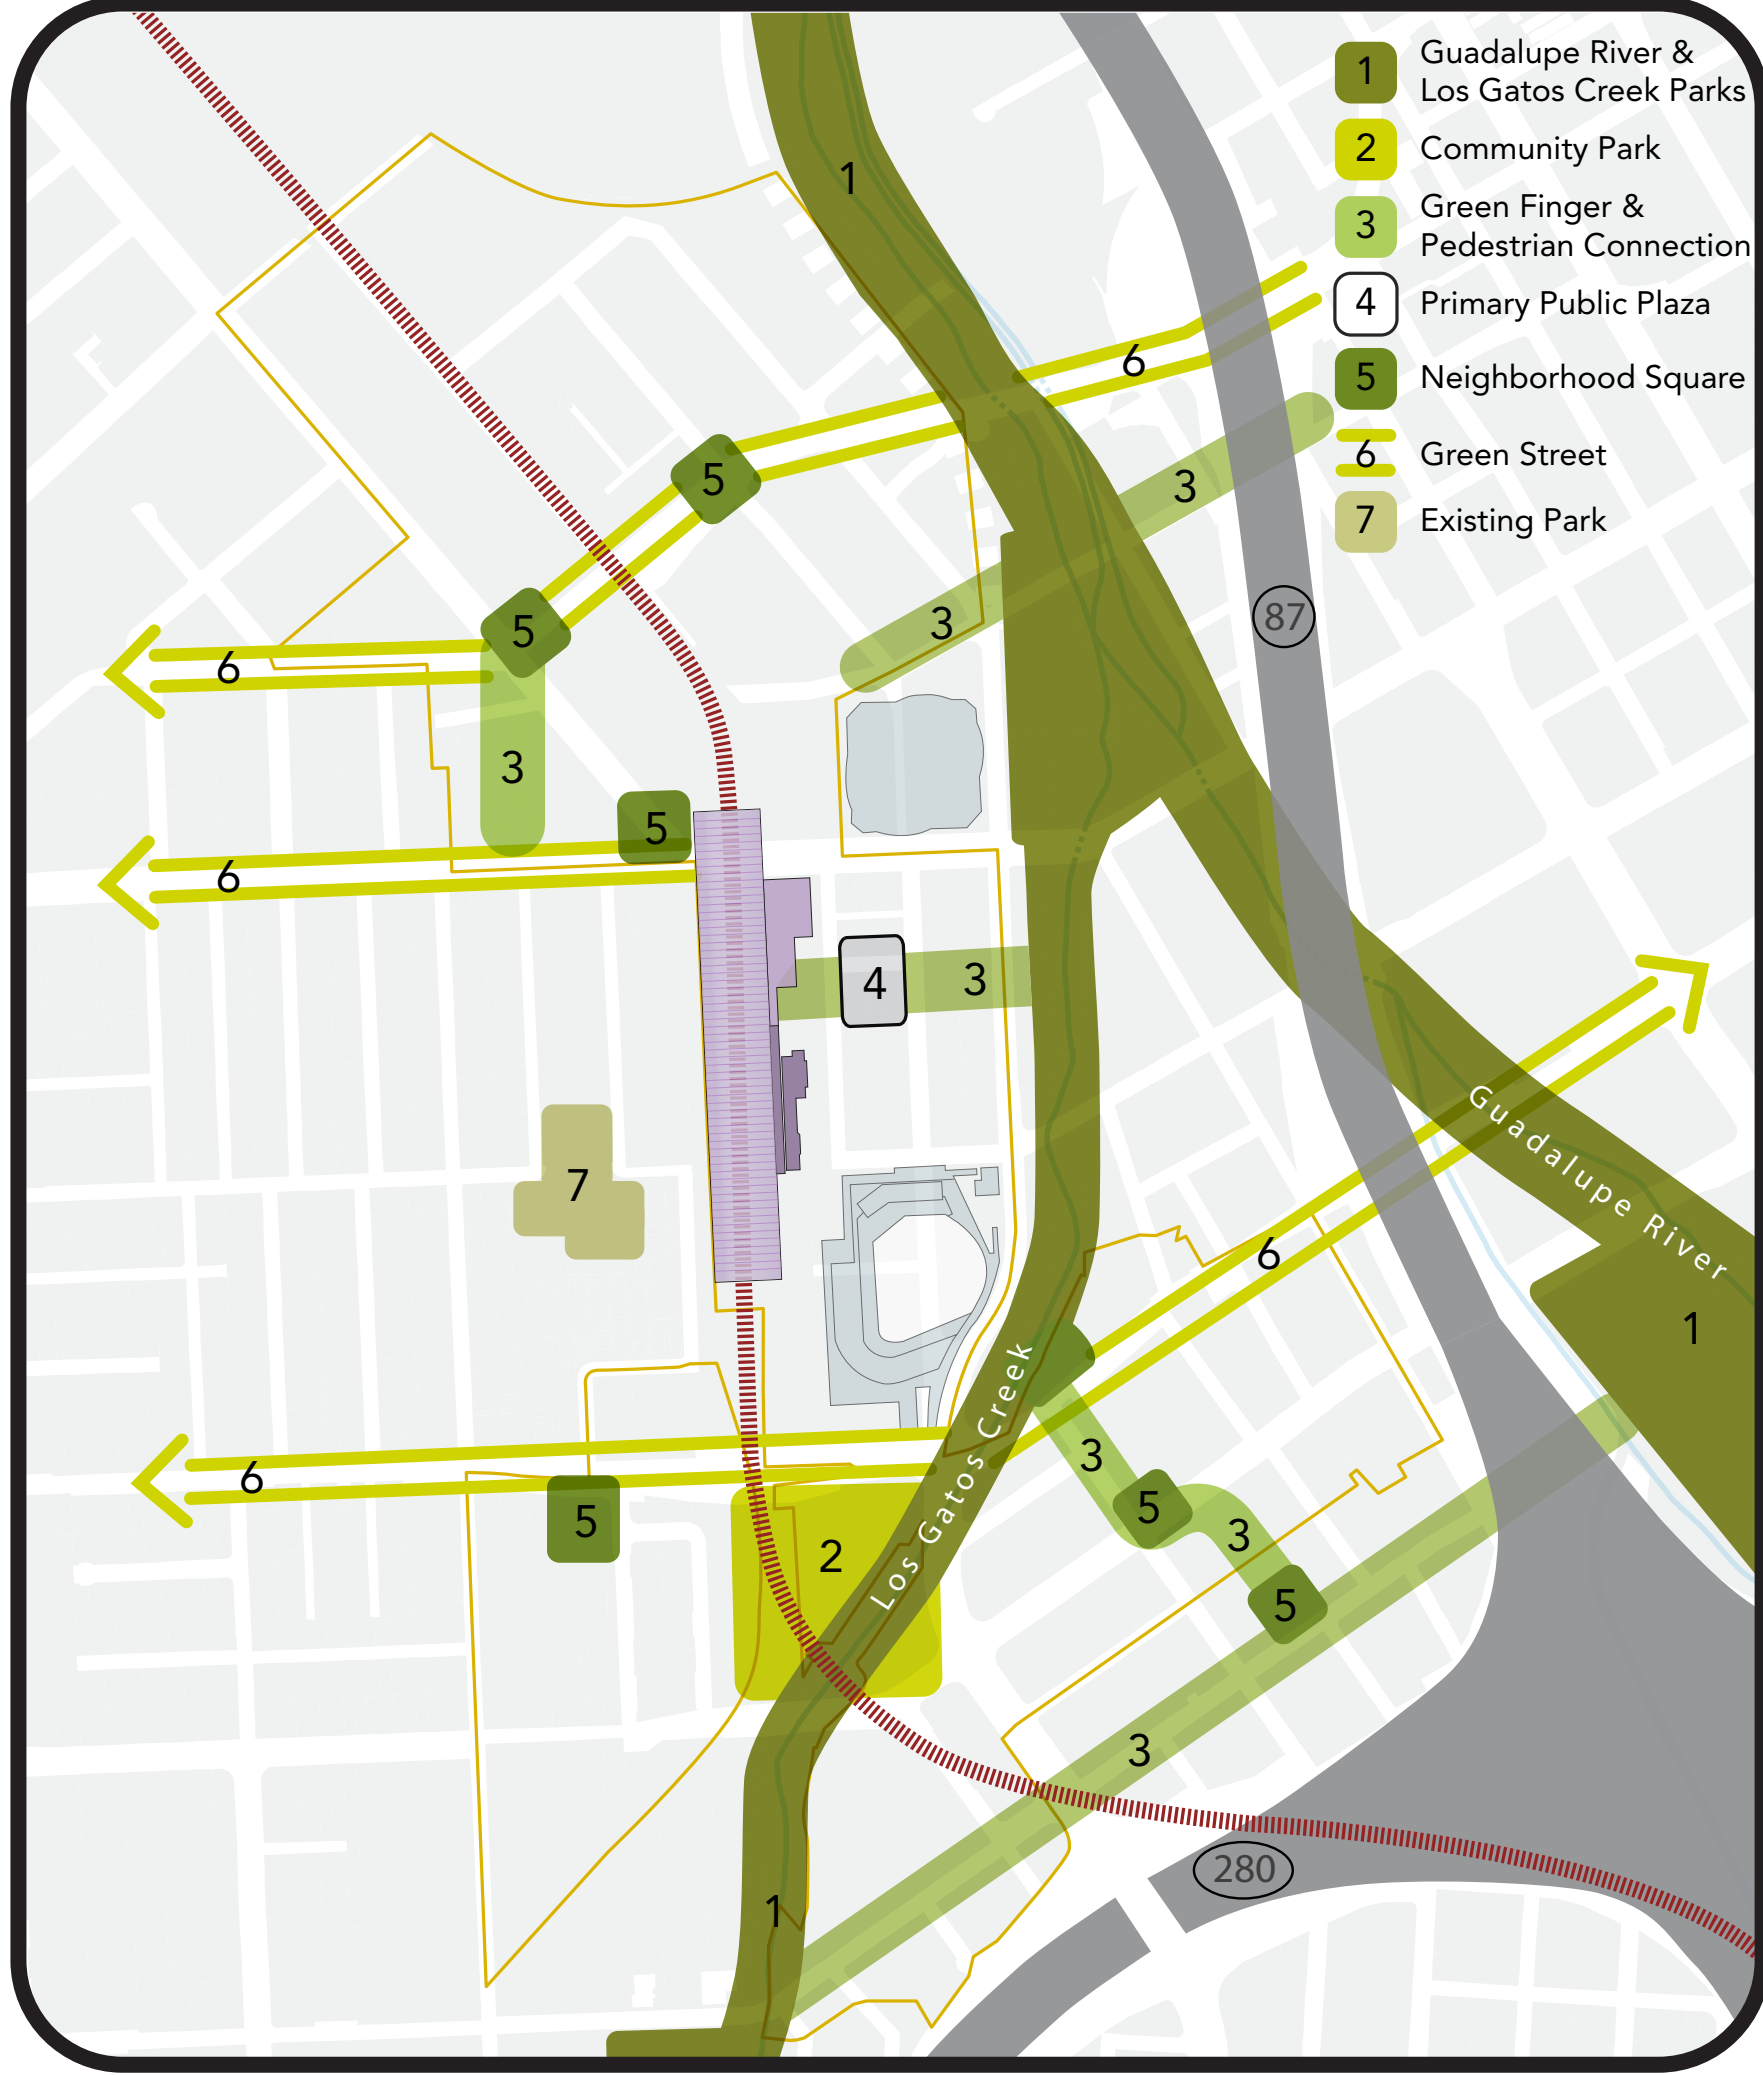 1 Guadalupe River &
Los Gatos Creek Parks
2 Community Park
3 Green Finger &
Pedestrian Connection
4 Primary Public Plaza
5 Neighborhood Square
6 Green Street
7 Existing Park
1
6
5
3
87
3
5
6
3
5
6
4
3
Guadalupe River
7
6
1
Los Gatos Creek
3
6
5
5
3
2
5
3
280
1